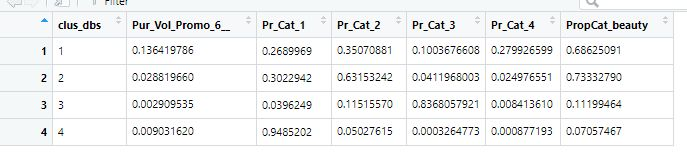 Filter
clus_dbs Pur_Vol_Promo_6__ Pr_Cat_1 Pr_Cat_2 Pr_Cat_3 Pr_Cat_4 PropCat_beauty
1 1 0.136419786 0.2689969 0.35070881 0.1003676608 0.279926599 0.68625091
2 2 0.028819660 0.3022942 0.63153242 0.0411968003 0.024976551 0.73332790
3 3 0.002909535 0.0396249 0.11515570 0.8368057921 0.008413610 0.11199464
4 4 0.009031620 0.9485202 0.05027615 0.0003264773 0.000877193 0.07057467